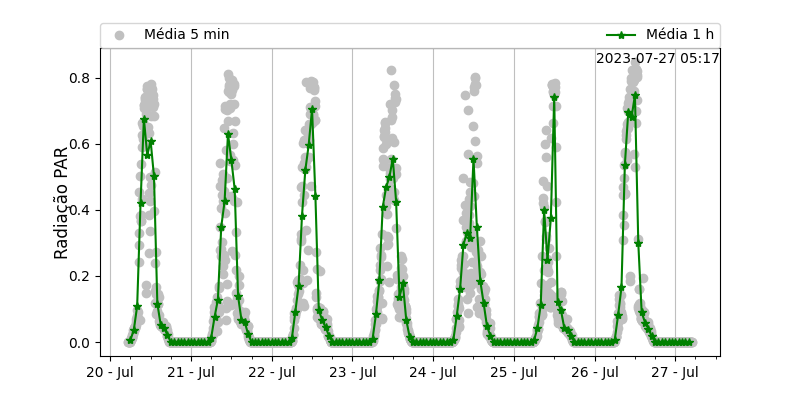 Média 5 min
Média 1 h
2023-07-27 05:17
Radiação PAR
0.8
0.6
0.4
0.2
0.0
20 - Jul
21 - Jul
22 - Jul
23 - Jul
24 - Jul
25 - Jul
26 - Jul
27 - Jul